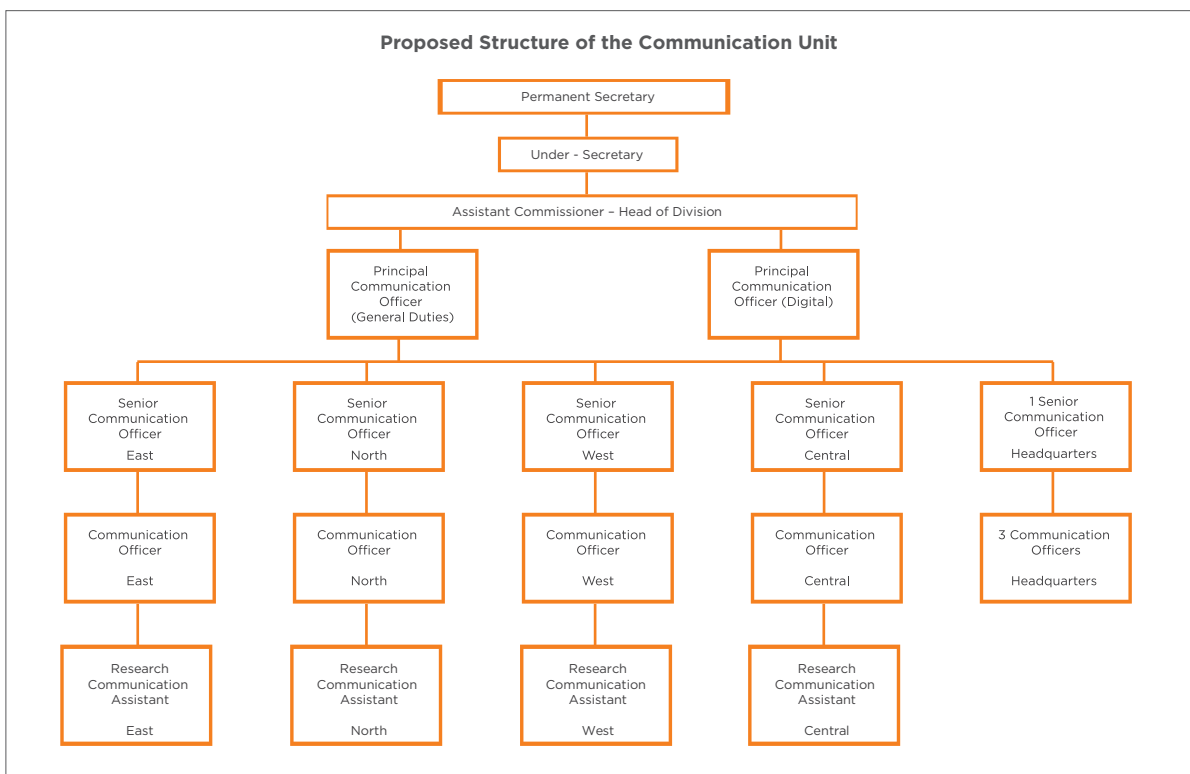 Proposed Structure of the Communication Unit
Permanent Secretary
Under - Secretary
Assistant Commissioner – Head of Division
Principal
Communication
Officer
(General Duties)
Principal
Communication
Officer (Digital)
Senior
Communication
Officer
East
Senior
Communication
Officer
North
Senior
Communication
Officer
West
Senior
Communication
Officer
Central
1 Senior
Communication
Officer
Headquarters
Communication
Officer
East
Communication
Officer
North
Communication
Officer
West
Communication
Officer
Central
3 Communication
Officers
Headquarters
Research
Communication
Assistant
East
Research
Communication
Assistant
North
Research
Communication
Assistant
West
Research
Communication
Assistant
Central